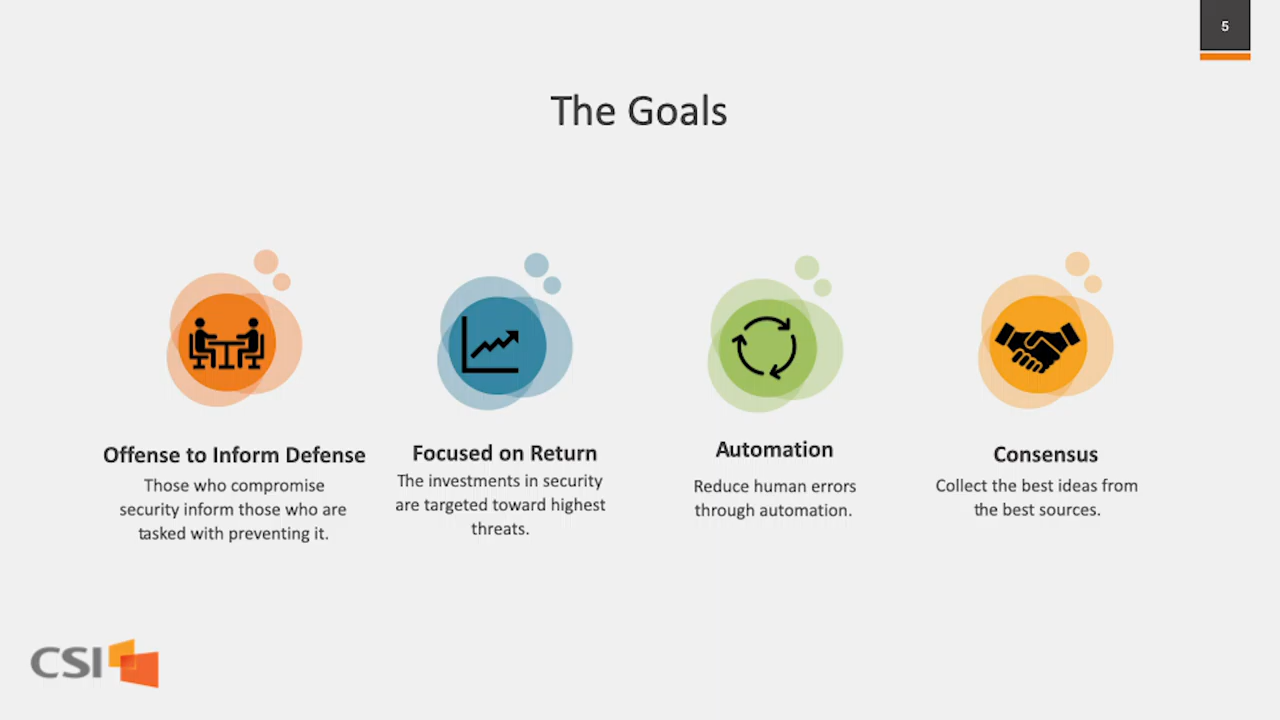 5
The Goals
Offense to Inform Defense
Those who compromise
security inform those who are
tasked with preventing it.
Focused on Return
The investments in security
are targeted toward highest
threats.
Automation
Reduce human errors
through automation.
Consensus
Collect the best ideas from
the best sources.
CSI